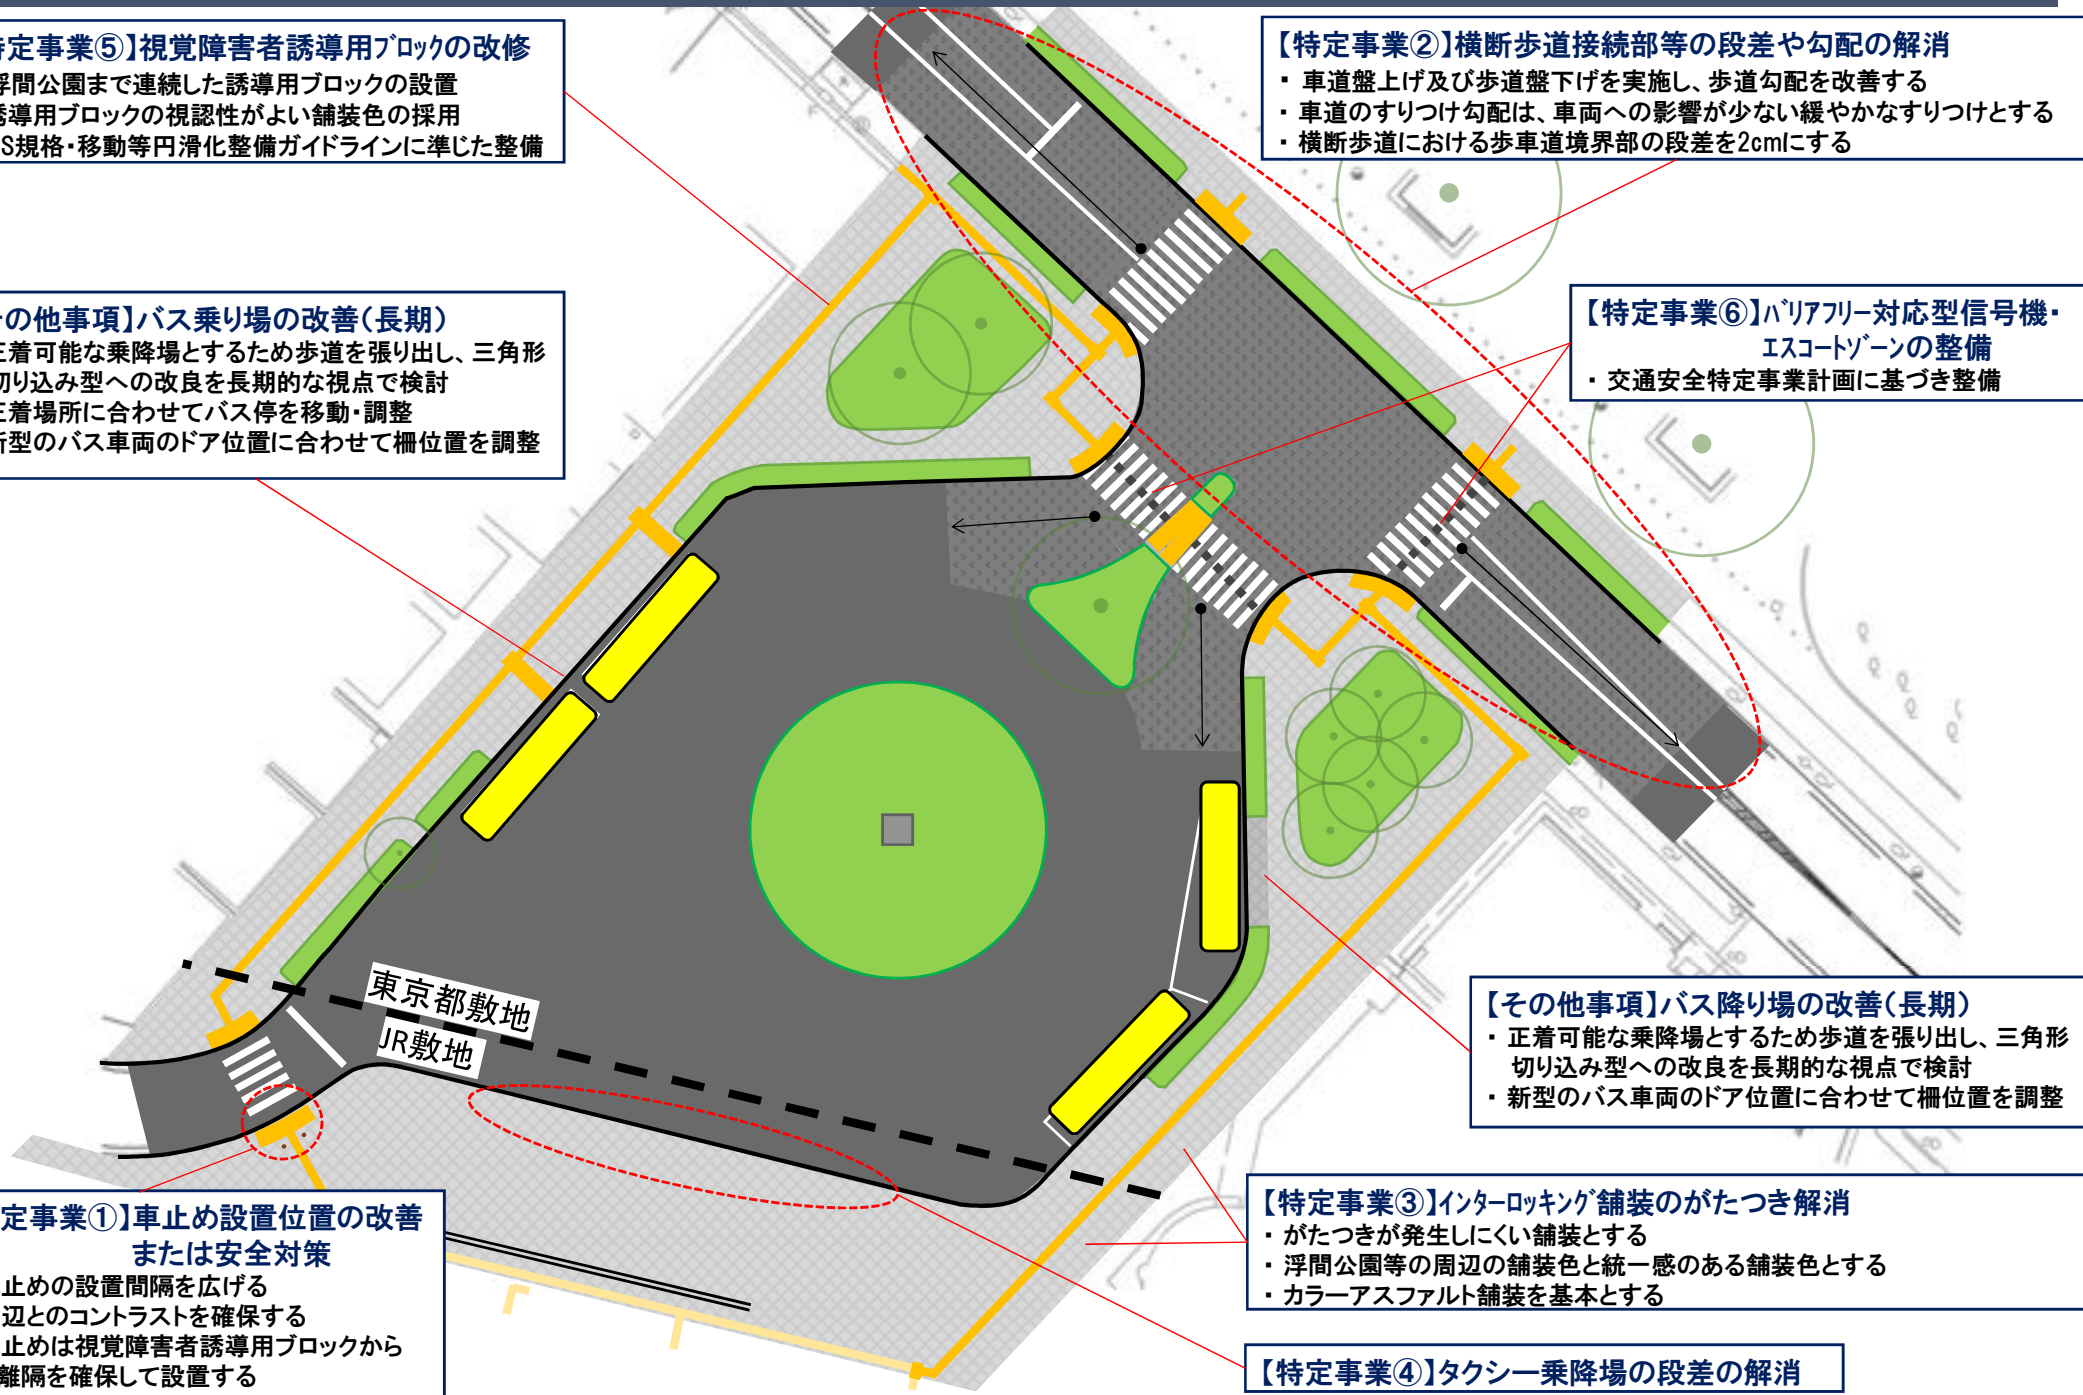 特定事業⑤】視覚障害者誘導用ブロックの改修
浮間公園まで連続した誘導用ブロックの設置
誘導用ブロックの視認性がよい舗装色の採用
S規格・移動等円滑化整備ガイドラインに準じた整備
【特定事業②】横断歩道接続部等の段差や勾配の解消
・ 車道盤上げ及び歩道盤下げを実施し、歩道勾配を改善する
・ 車道のすりつけ勾配は、車両への影響が少ない緩やかなすりつけとする
・ 横断歩道における歩車道境界部の段差を2cmにする
その他事項】バス乗り場の改善（長期）
正着可能な乗降場とするため歩道を張り出し、三角形
切り込み型への改良を長期的な視点で検討
正着場所に合わせてバス停を移動・調整
新型のバス車両のドア位置に合わせて柵位置を調整
【特定事業⑥】バリアフリー対応型信号機・
エスコートゾーンの整備
・ 交通安全特定事業計画に基づき整備
東京都敷地
JR敷地
【その他事項】バス降り場の改善（長期）
・ 正着可能な乗降場とするため歩道を張り出し、三角形
切り込み型への改良を長期的な視点で検討
・ 新型のバス車両のドア位置に合わせて柵位置を調整
定事業①】車止め設置位置の改善
または安全対策
止めの設置間隔を広げる
辺とのコントラストを確保する
止めは視覚障害者誘導用ブロックから
離隔を確保して設置する
【特定事業③】インターロッキング舗装のがたつき解消
・ がたつきが発生しにくい舗装とする
・ 浮間公園等の周辺の舗装色と統一感のある舗装色とする
・ カラーアスファルト舗装を基本とする
【特定事業④】タクシー乗降場の段差の解消